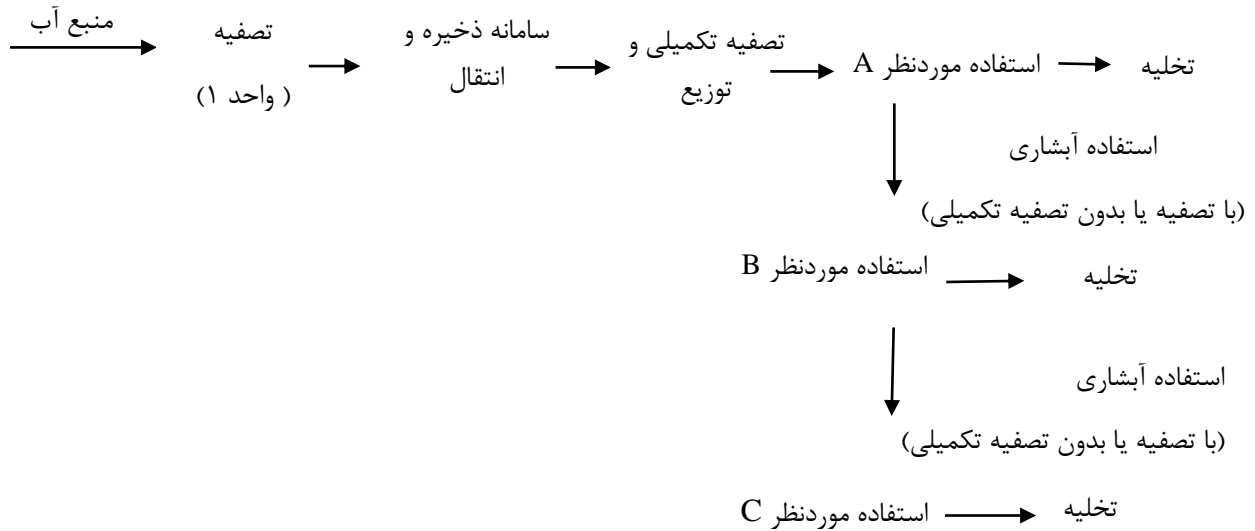 منبع آب
تصفیه
( واحد ۱)
سامانه ذخیره و
انتقال
تصفیه تکمیلی و
توزیع
استفاده موردنظر A
تخلیه
استفاده آبشاری
(با تصفیه یا بدون تصفیه تکمیلی)
استفاده موردنظر B
تخلیه
استفاده آبشاری
(با تصفیه یا بدون تصفیه تکمیلی)
استفاده موردنظر C
تخلیه